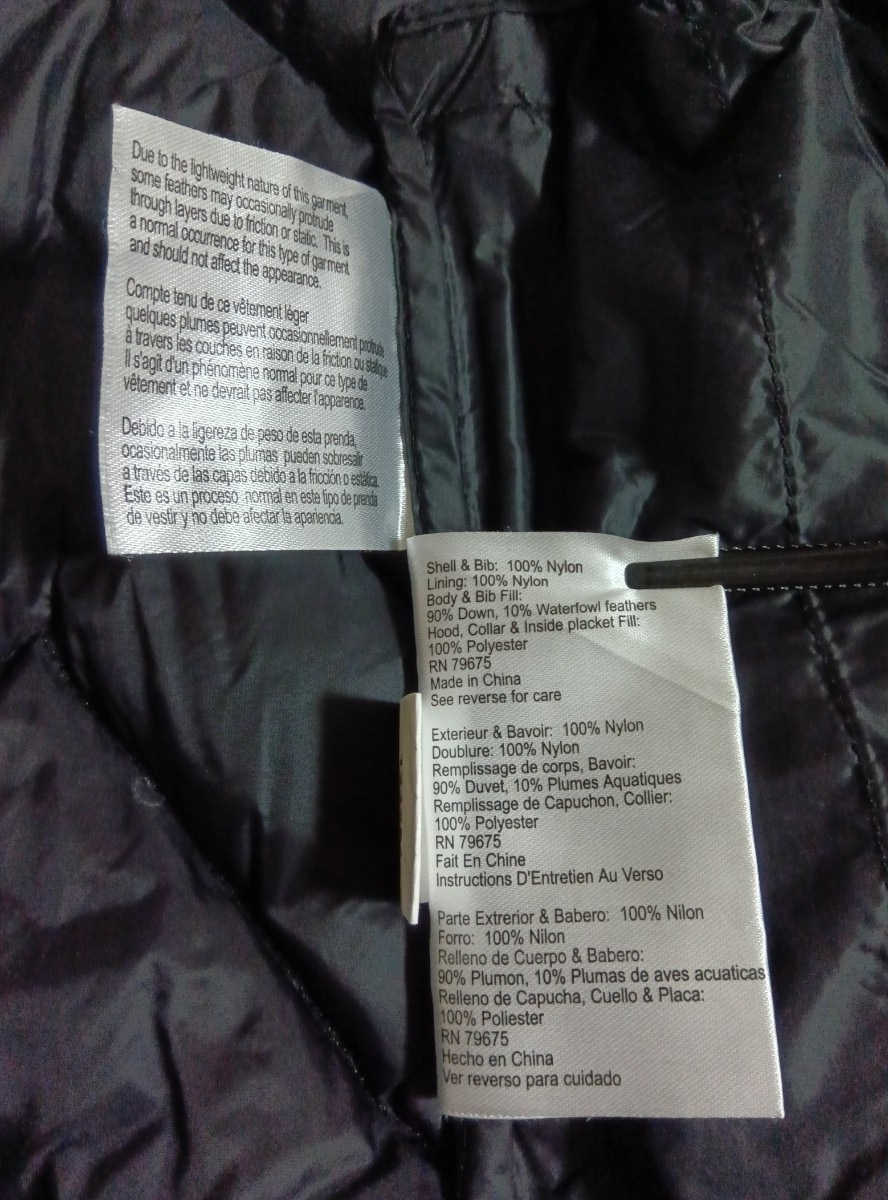 Due to the lightweight nature of this garment,
some feathers may occasionally protrude
through layers due to friction or static. This is
a normal occurrence for this type of garment
and should not affect the appearance.
Compte tenu de ce vêtement léger
quelques plumes peuvent occasionnellement protrude
à travers les couches en raison de la friction ou statique
Il s'agit d'un phénomène normal pour ce type de
vêtement et ne devrait pas affecter l'apparence.
Debido a la ligereza de peso de esta prenda,
ocasionalmente las plumas pueden sobresalir
a través de las capas debido a la fricción o estática.
Este es un proceso normal en este tipo de prenda
de vestir y no debe afectar la apariencia.
Shell & Bib: 100% Nylon
Lining: 100% Nylon
Body & Bib Fill:
90% Down, 10% Waterfowl feathers
Hood, Collar & Inside placket Fill:
100% Polyester
RN 79675
Made in China
See reverse for care
Exterieur & Bavoir: 100% Nylon
Doublure: 100% Nylon
Remplissage de corps, Bavoir:
90% Duvet, 10% Plumes Aquatiques
Remplissage de Capuchon, Collier:
100% Polyester
RN 79675
Fait En Chine
Instructions D'Entretien Au Verso
Parte Extrerior & Babero: 100% Nilon
Forro: 100% Nilon
Relleno de Cuerpo & Babero:
90% Plumon, 10% Plumas de aves acuaticas
Relleno de Capucha, Cuello & Placa:
100% Poliester
RN 79675
Hecho en China
Ver reverso para cuidado